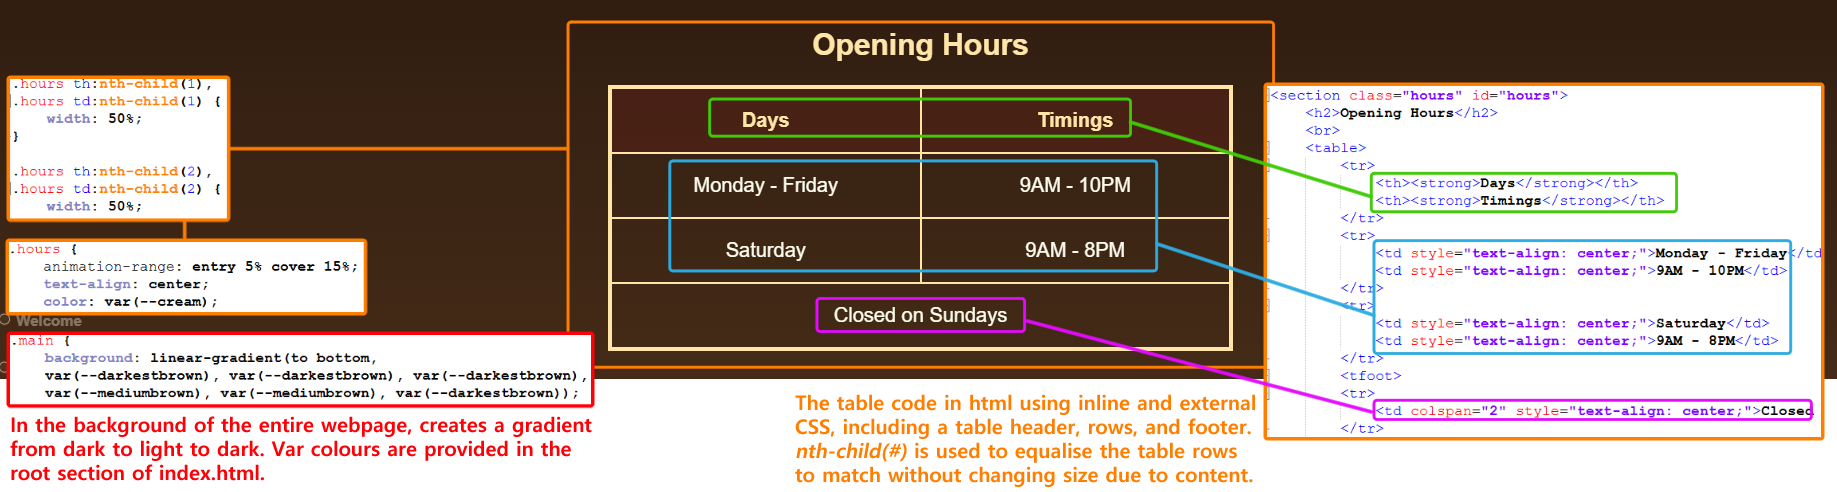 Opening Hours
Days Timings
Monday - Friday 9AM - 10PM
Saturday 9AM - 8PM
Closed on Sundays
.hours th:nth-child(1),
.hours td:nth-child(1) {
width: 50%;
}
.hours th:nth-child(2),
.hours td:nth-child(2) {
width: 50%;
.hours {
animation-range: entry 5% cover 15%;
text-align: center;
color: var(--cream);
Welcome
.main {
background: linear-gradient(to bottom,
var(--darkestbrown), var(--darkestbrown), var(--darkestbrown),
var(--mediumbrown), var(--mediumbrown), var(--darkestbrown));
In the background of the entire webpage, creates a gradient
from dark to light to dark. Var colours are provided in the
root section of index.html.
The table code in html using inline and external
CSS, including a table header, rows, and footer.
nth-child(#) is used to equalise the table rows
to match without changing size due to content.
<section class="hours" id="hours">
<h2>Opening Hours</h2>
<br>
<table>
<tr>
<th><strong>Days</strong></th>
<th><strong>Timings</strong></th>
</tr>
<tr>
<td style="text-align: center;">Monday - Friday</td
<td style="text-align: center;">9AM - 10PM</td>
</tr>
<tr>
<td style="text-align: center;">Saturday</td>
<td style="text-align: center;">9AM - 8PM</td>
</tr>
<tfoot>
<tr>
<td colspan="2" style="text-align: center;">Closed
</tr>